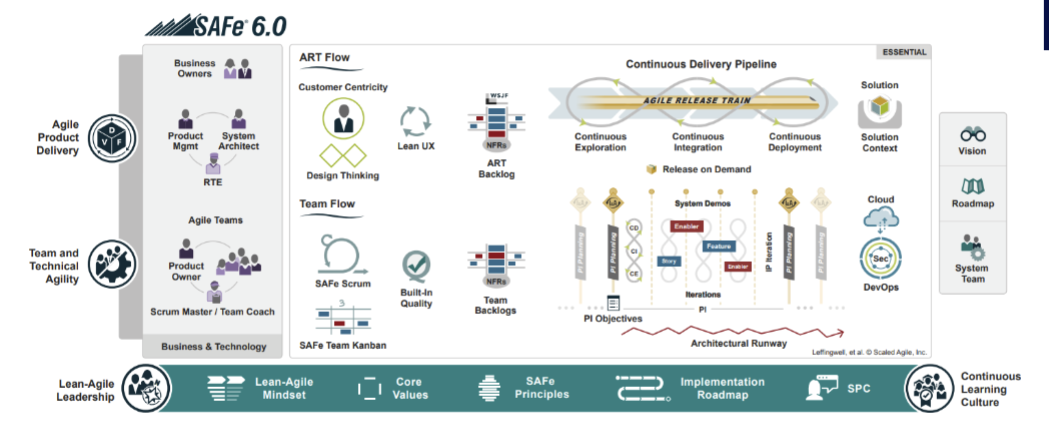 SAFe® 6.0
ESSENTIAL
Agile
Product
Delivery
D
V F
Team and
Technical
Agility
Business
Owners
Product
Mgmt
System
Architect
RTE
Agile Teams
Product
Owner
Scrum Master / Team Coach
Business & Technology
ART Flow
Customer Centricity
Design Thinking
Lean UX
WSJF
NFRs
ART
Backlog
Team Flow
SAFe Scrum
3
SAFe Team Kanban
Built-In
Quality
NFRs
Team
Backlogs
Continuous Delivery Pipeline
AGILE RELEASE TRAIN
Continuous
Exploration
Continuous
Integration
Continuous
Deployment
Release on Demand
PI Planning
PI Planning
CD
CI
CE
System Demos
Enabler
Feature
Story
Enabler
Iterations
IP Iteration
PI Planning
PI Planning
PI
PI Objectives
Architectural Runway
Solution
Solution
Context
Cloud
Sec
DevOps
Leffingwell, et al. © Scaled Agile, Inc.
Vision
Roadmap
System
Team
Lean-Agile
Leadership
Lean-Agile
Mindset
Core
Values
SAFe
Principles
Implementation
Roadmap
SPC
Continuous
Learning
Culture